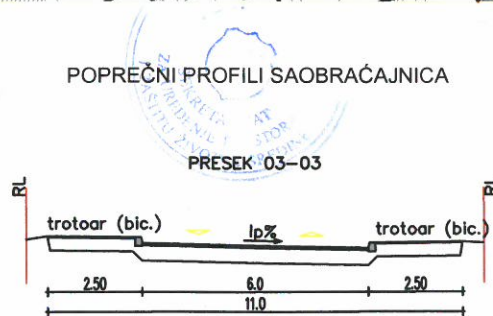 POPREČNI PROFILI SAOBRAĆAJNICA
PRESEK 03-03
RL RL
trotoar (bic.) Ip% trotoar (bic.)
2.50 6.0 2.50
11.0